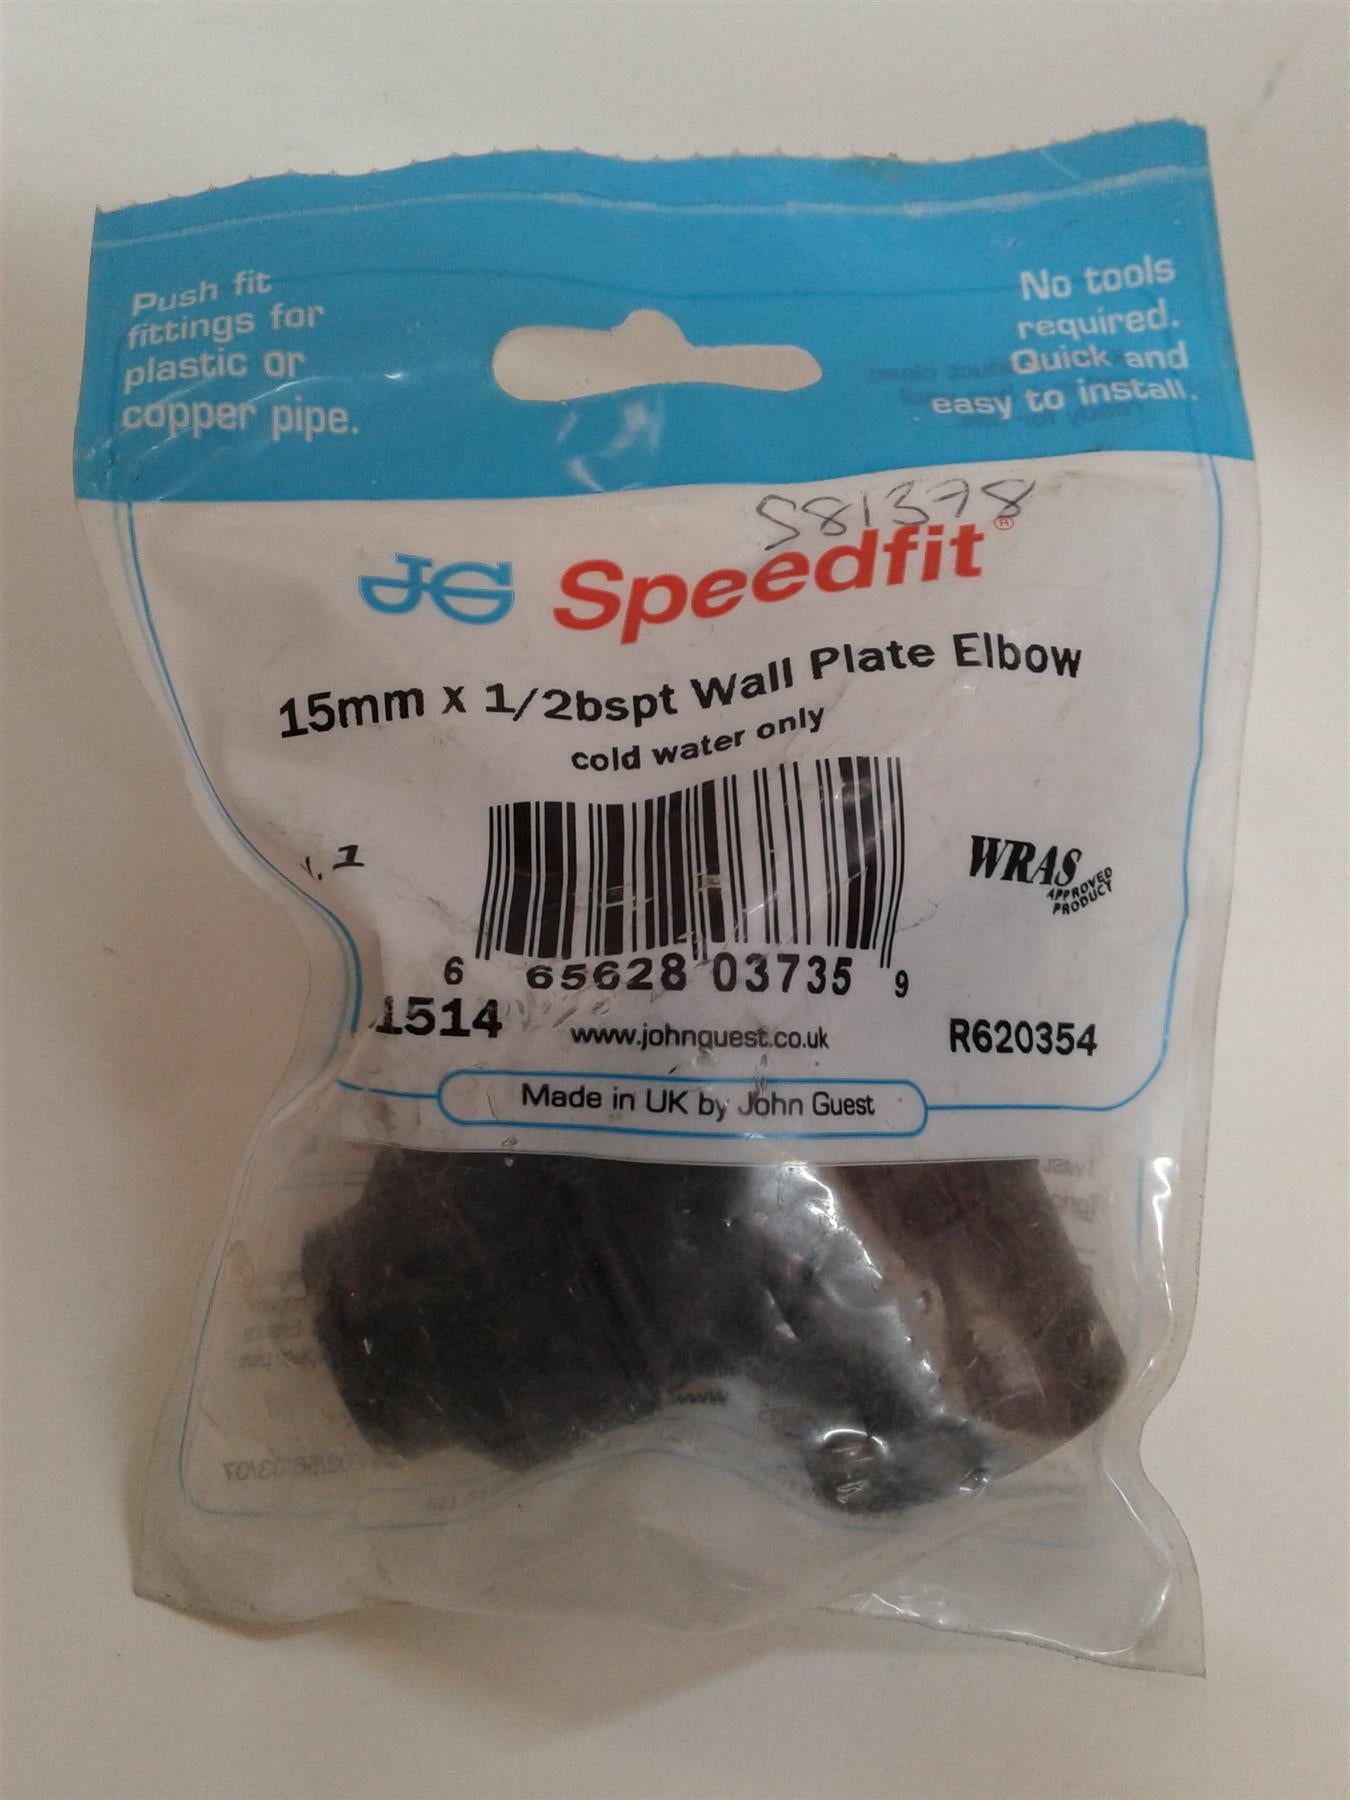 Push fit
fittings for
plastic or
copper pipe.
No tools
required.
Quick and
easy to install.
S81378
JG Speedfit®
15mm x 1/2bspt Wall Plate Elbow
cold water only
. 1
WRAS
APPROVED
PRODUCT
6 65628 03735 9
1514
www.johnguest.co.uk
R620354
Made in UK by John Guest